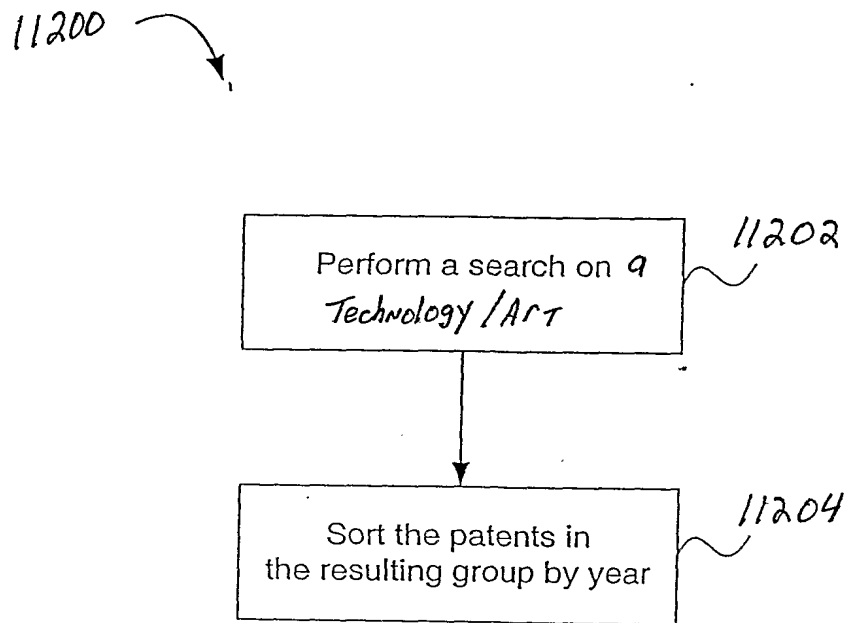 11200
11202
Perform a search on a
Technology/Art
11204
Sort the patents in
the resulting group by year